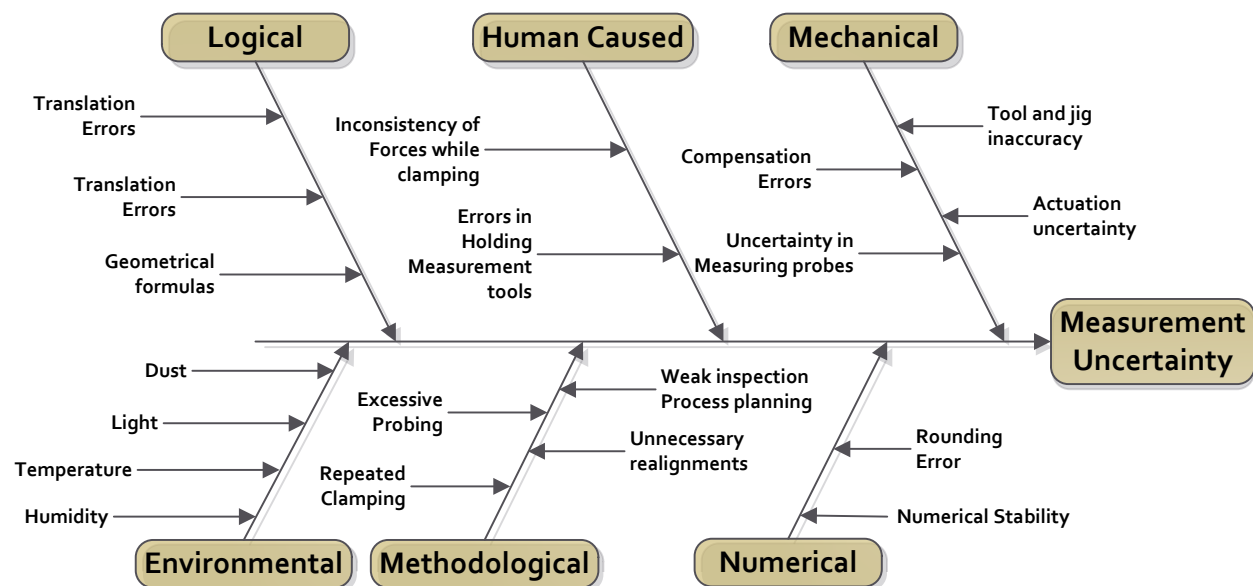 Logical
Human Caused
Mechanical
Translation
Errors
Translation
Errors
Geometrical
formulas
Inconsistency of
Forces while
clamping
Errors in
Holding
Measurement
tools
Tool and jig
inaccuracy
Compensation
Errors
Actuation
uncertainty
Uncertainty in
Measuring probes
Measurement
Uncertainty
Dust
Light
Temperature
Humidity
Weak inspection
Process planning
Excessive
Probing
Unnecessary
realignments
Repeated
Clamping
Rounding
Error
Numerical Stability
Environmental
Methodological
Numerical